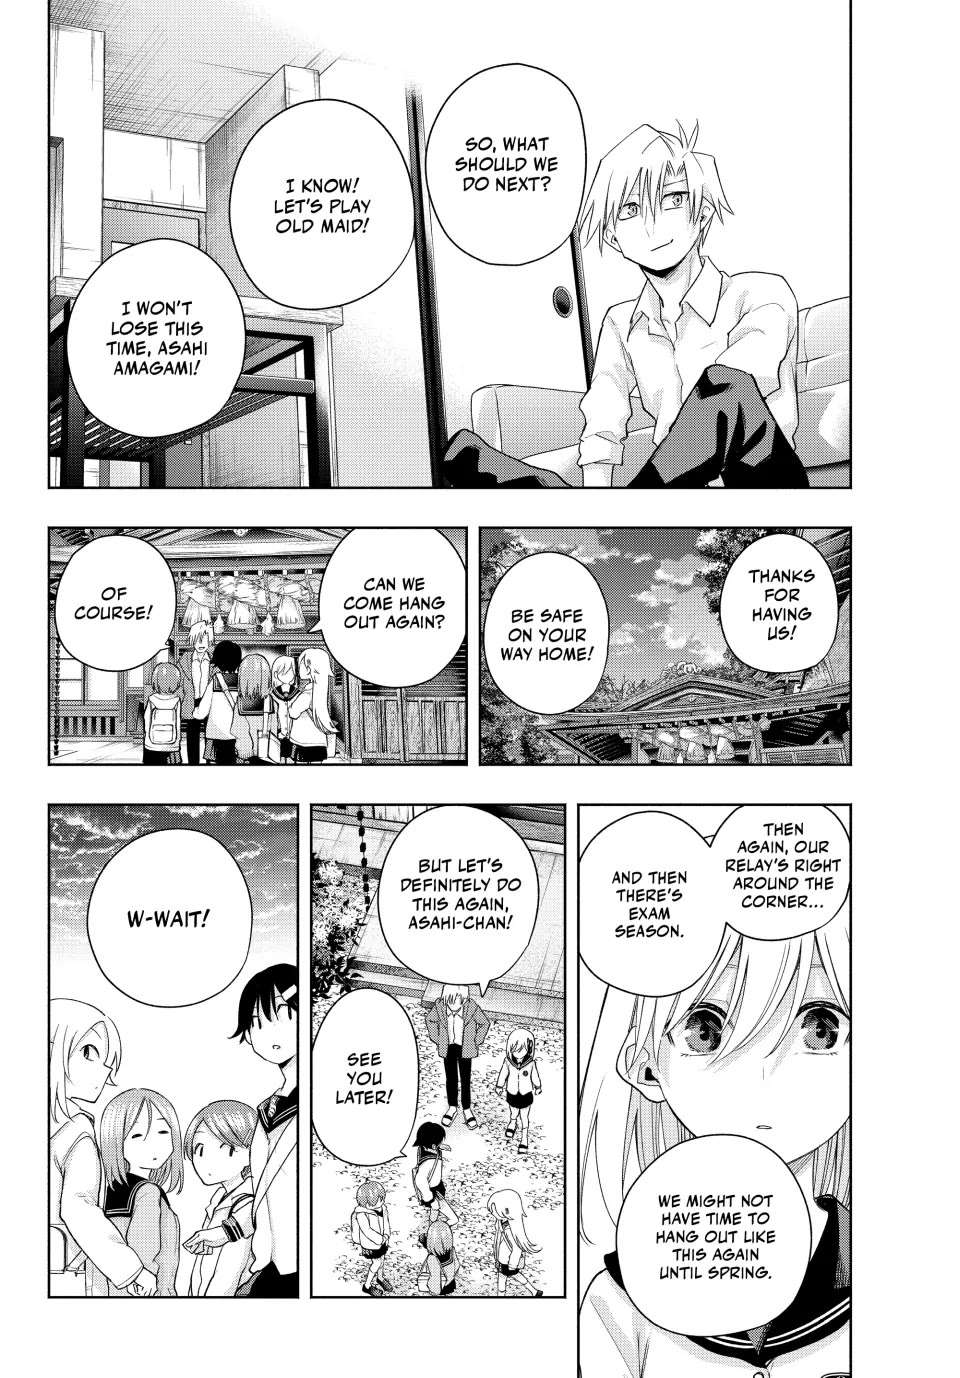 SO, WHAT
SHOULD WE
DO NEXT?
I KNOW!
LET'S PLAY
OLD MAID!
I WON'T
LOSE THIS
TIME, ASAHI
AMAGAMI!
THANKS
FOR
HAVING
US!
BE SAFE
ON YOUR
WAY HOME!
CAN WE
COME HANG
OUT AGAIN?
OF
COURSE!
THEN
AGAIN, OUR
RELAY'S RIGHT
AROUND THE
CORNER...
AND THEN
THERE'S
EXAM
SEASON.
WE MIGHT NOT
HAVE TIME TO
HANG OUT LIKE
THIS AGAIN
UNTIL SPRING.
BUT LET'S
DEFINITELY DO
THIS AGAIN,
ASAHI-CHAN!
SEE
YOU
LATER!
W-WAIT!